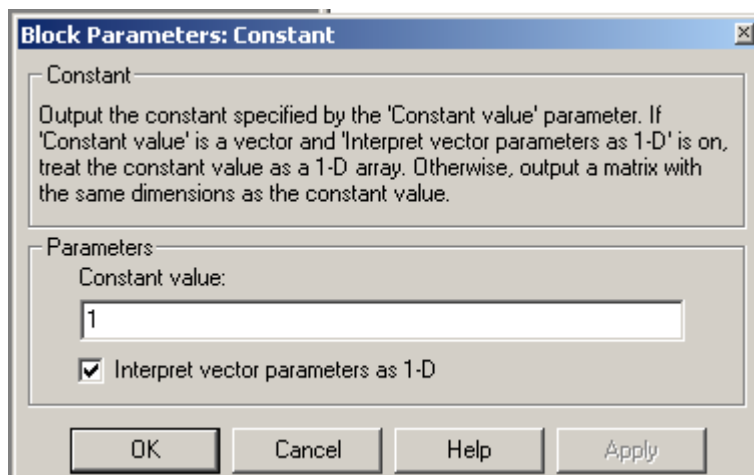 Block Parameters: Constant
Constant
Output the constant specified by the 'Constant value' parameter. If
'Constant value' is a vector and 'Interpret vector parameters as 1-D' is on,
treat the constant value as a 1-D array. Otherwise, output a matrix with
the same dimensions as the constant value.
Parameters
Constant value:
1
Interpret vector parameters as 1-D
OK Cancel Help Apply